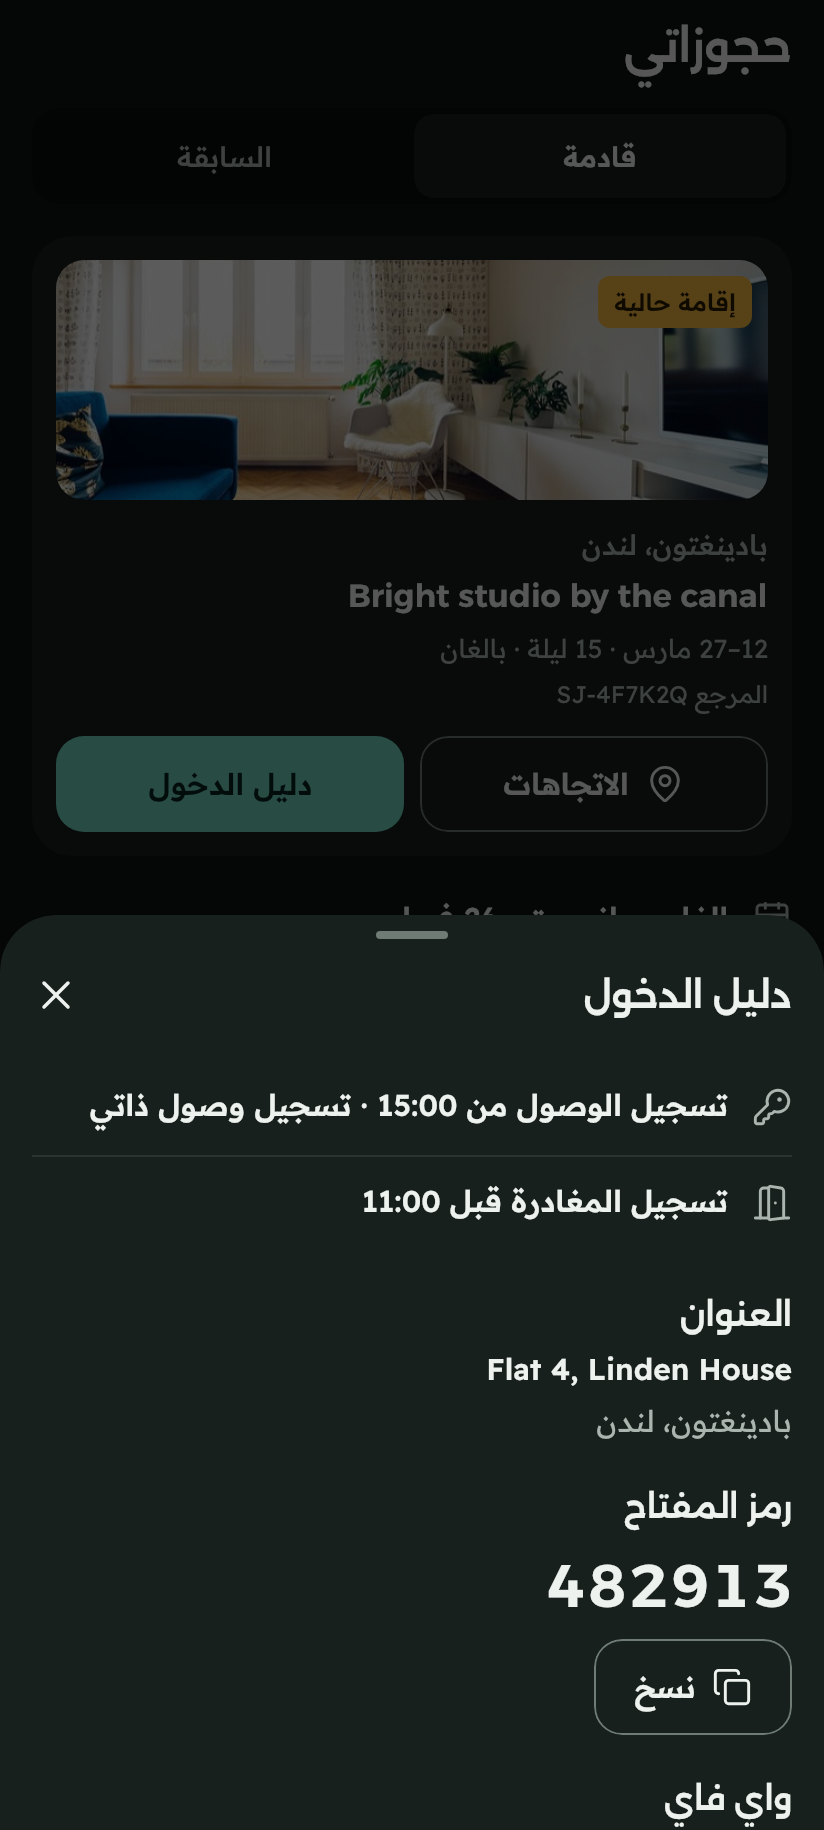 حجوزاتي
قادمة
السابقة
إقامة حالية
بادينغتون، لندن
Bright studio by the canal
12–27 مارس · 15 ليلة · بالغان
المرجع SJ-4F7K2Q
الاتجاهات
دليل الدخول
دليل الدخول
تسجيل الوصول من 15:00 · تسجيل وصول ذاتي
تسجيل المغادرة قبل 11:00
العنوان
Flat 4, Linden House
بادينغتون، لندن
رمز المفتاح
482913
نسخ
واي فاي